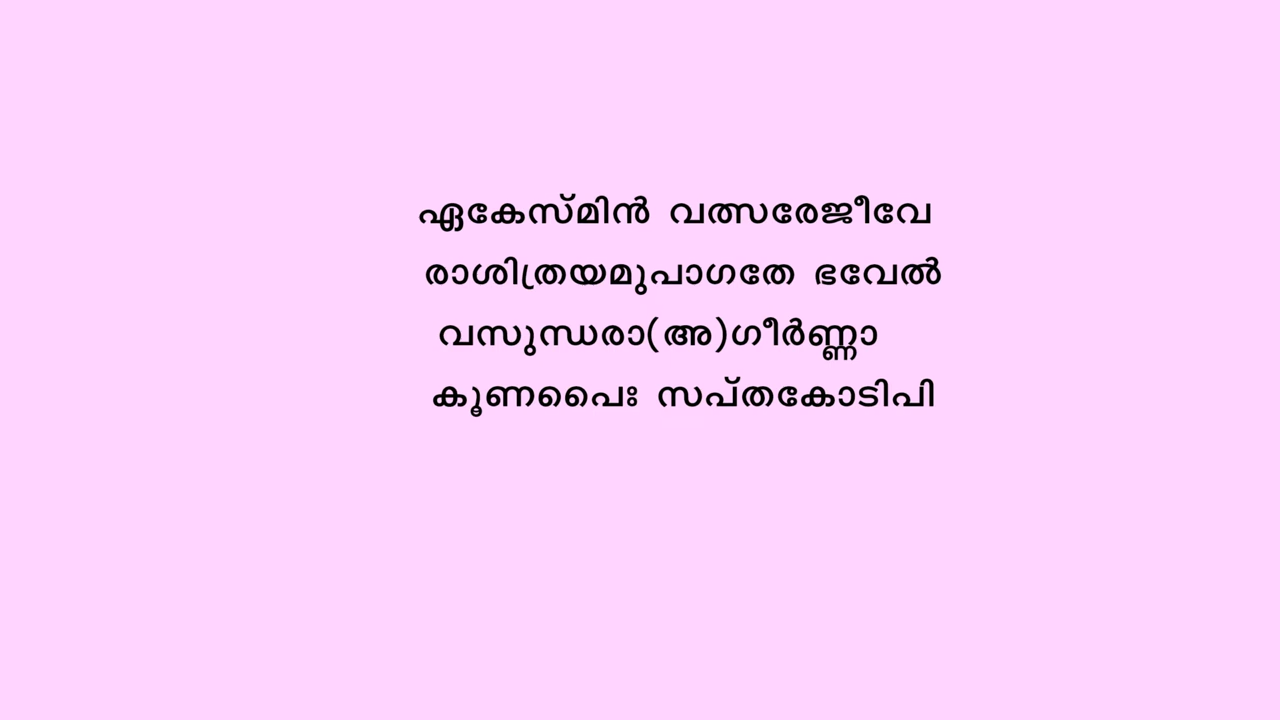 ഏകേസ്മിൻ വത്സരേജീവേ
രാശിത്രയമുപാഗതേ ഭവേൽ
വസുന്ധരാ(അ)ഗീർണ്ണാ
കൂണപൈഃ സപ്തകോടിപി